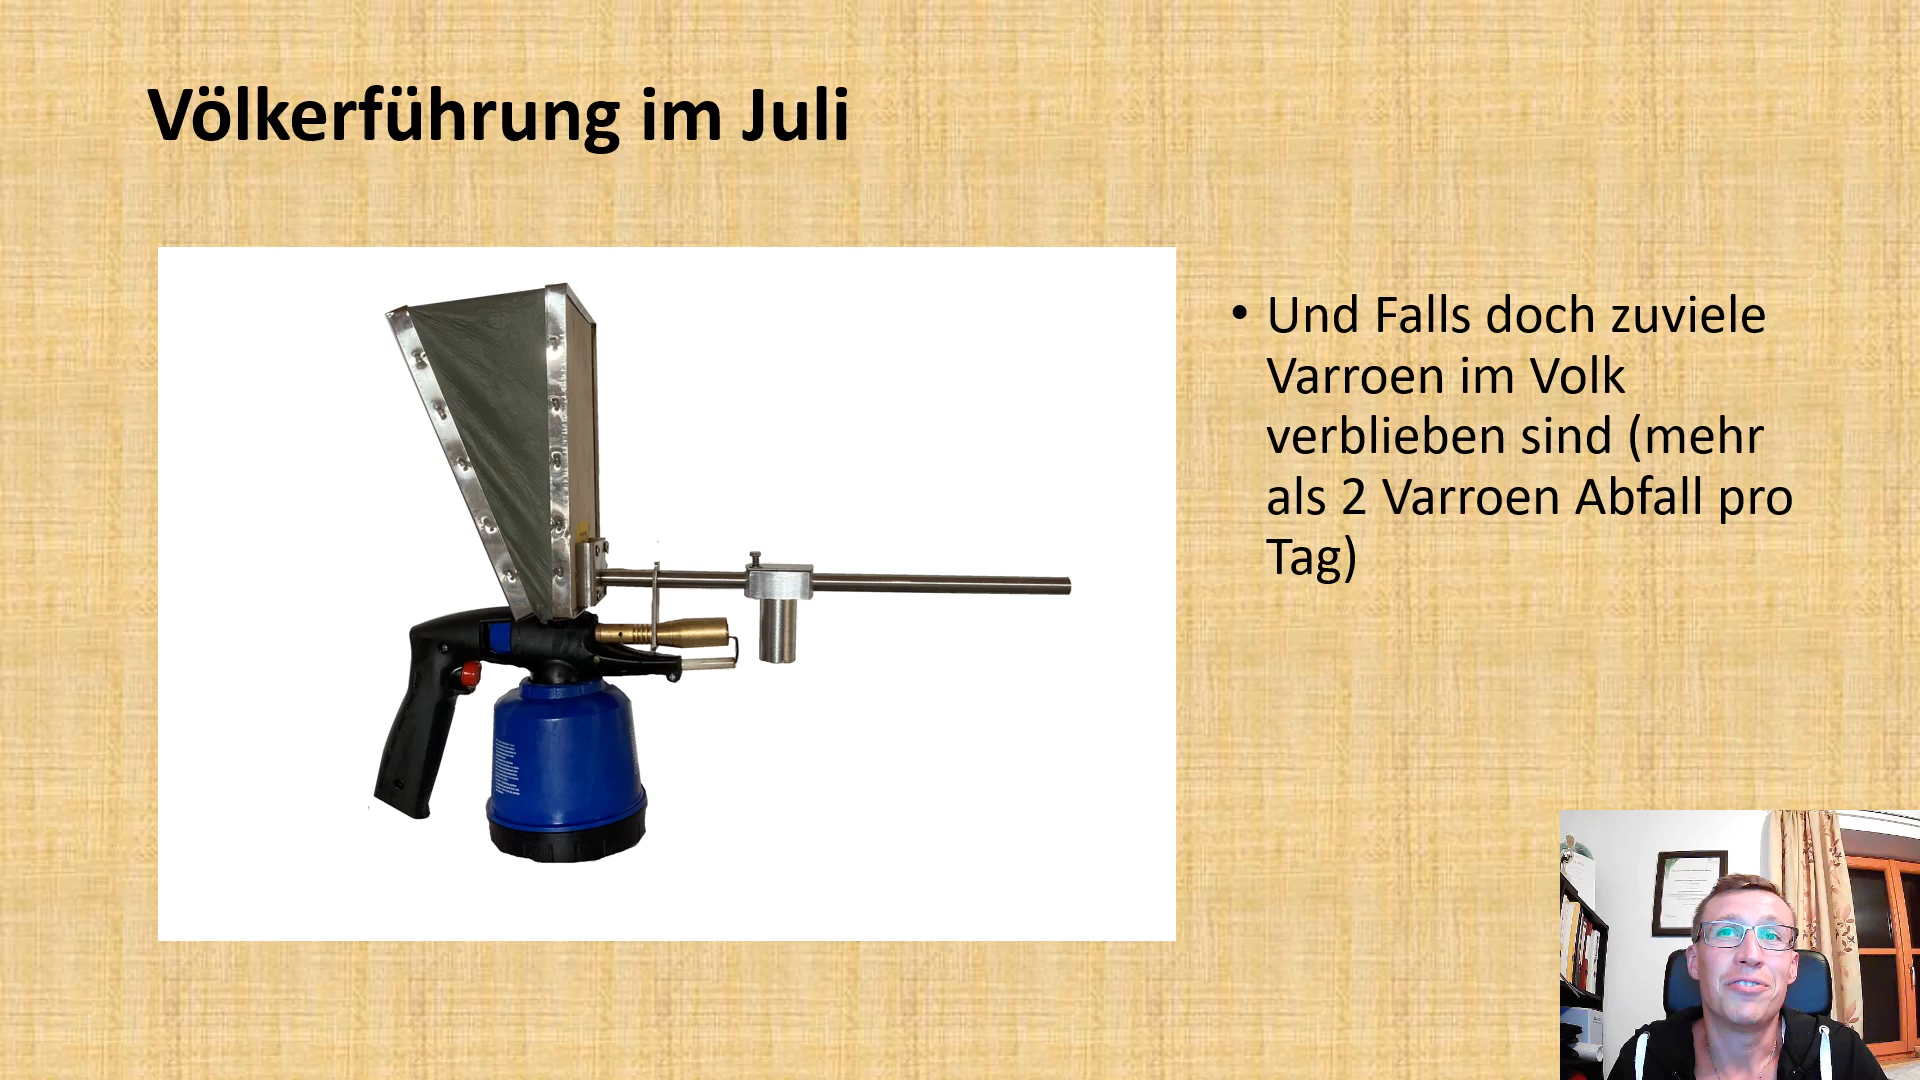 Völkerführung im Juli
• Und Falls doch zuviele
Varroen im Volk
verblieben sind (mehr
als 2 Varroen Abfall pro
Tag)